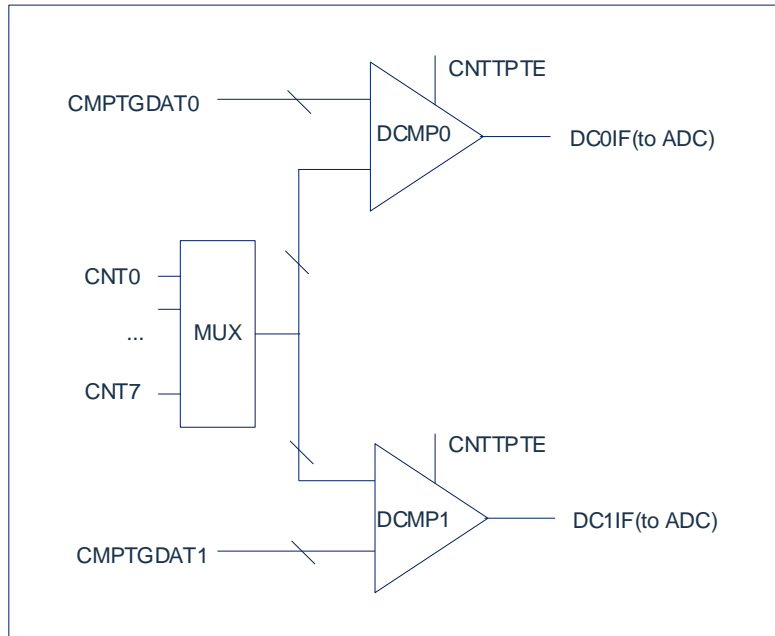 CNTTPTE
CMPTGDAT0
DCMP0
DC0IF(to ADC)
CNT0
...
MUX
CNT7
CNTTPTE
DCMP1
DC1IF(to ADC)
CMPTGDAT1